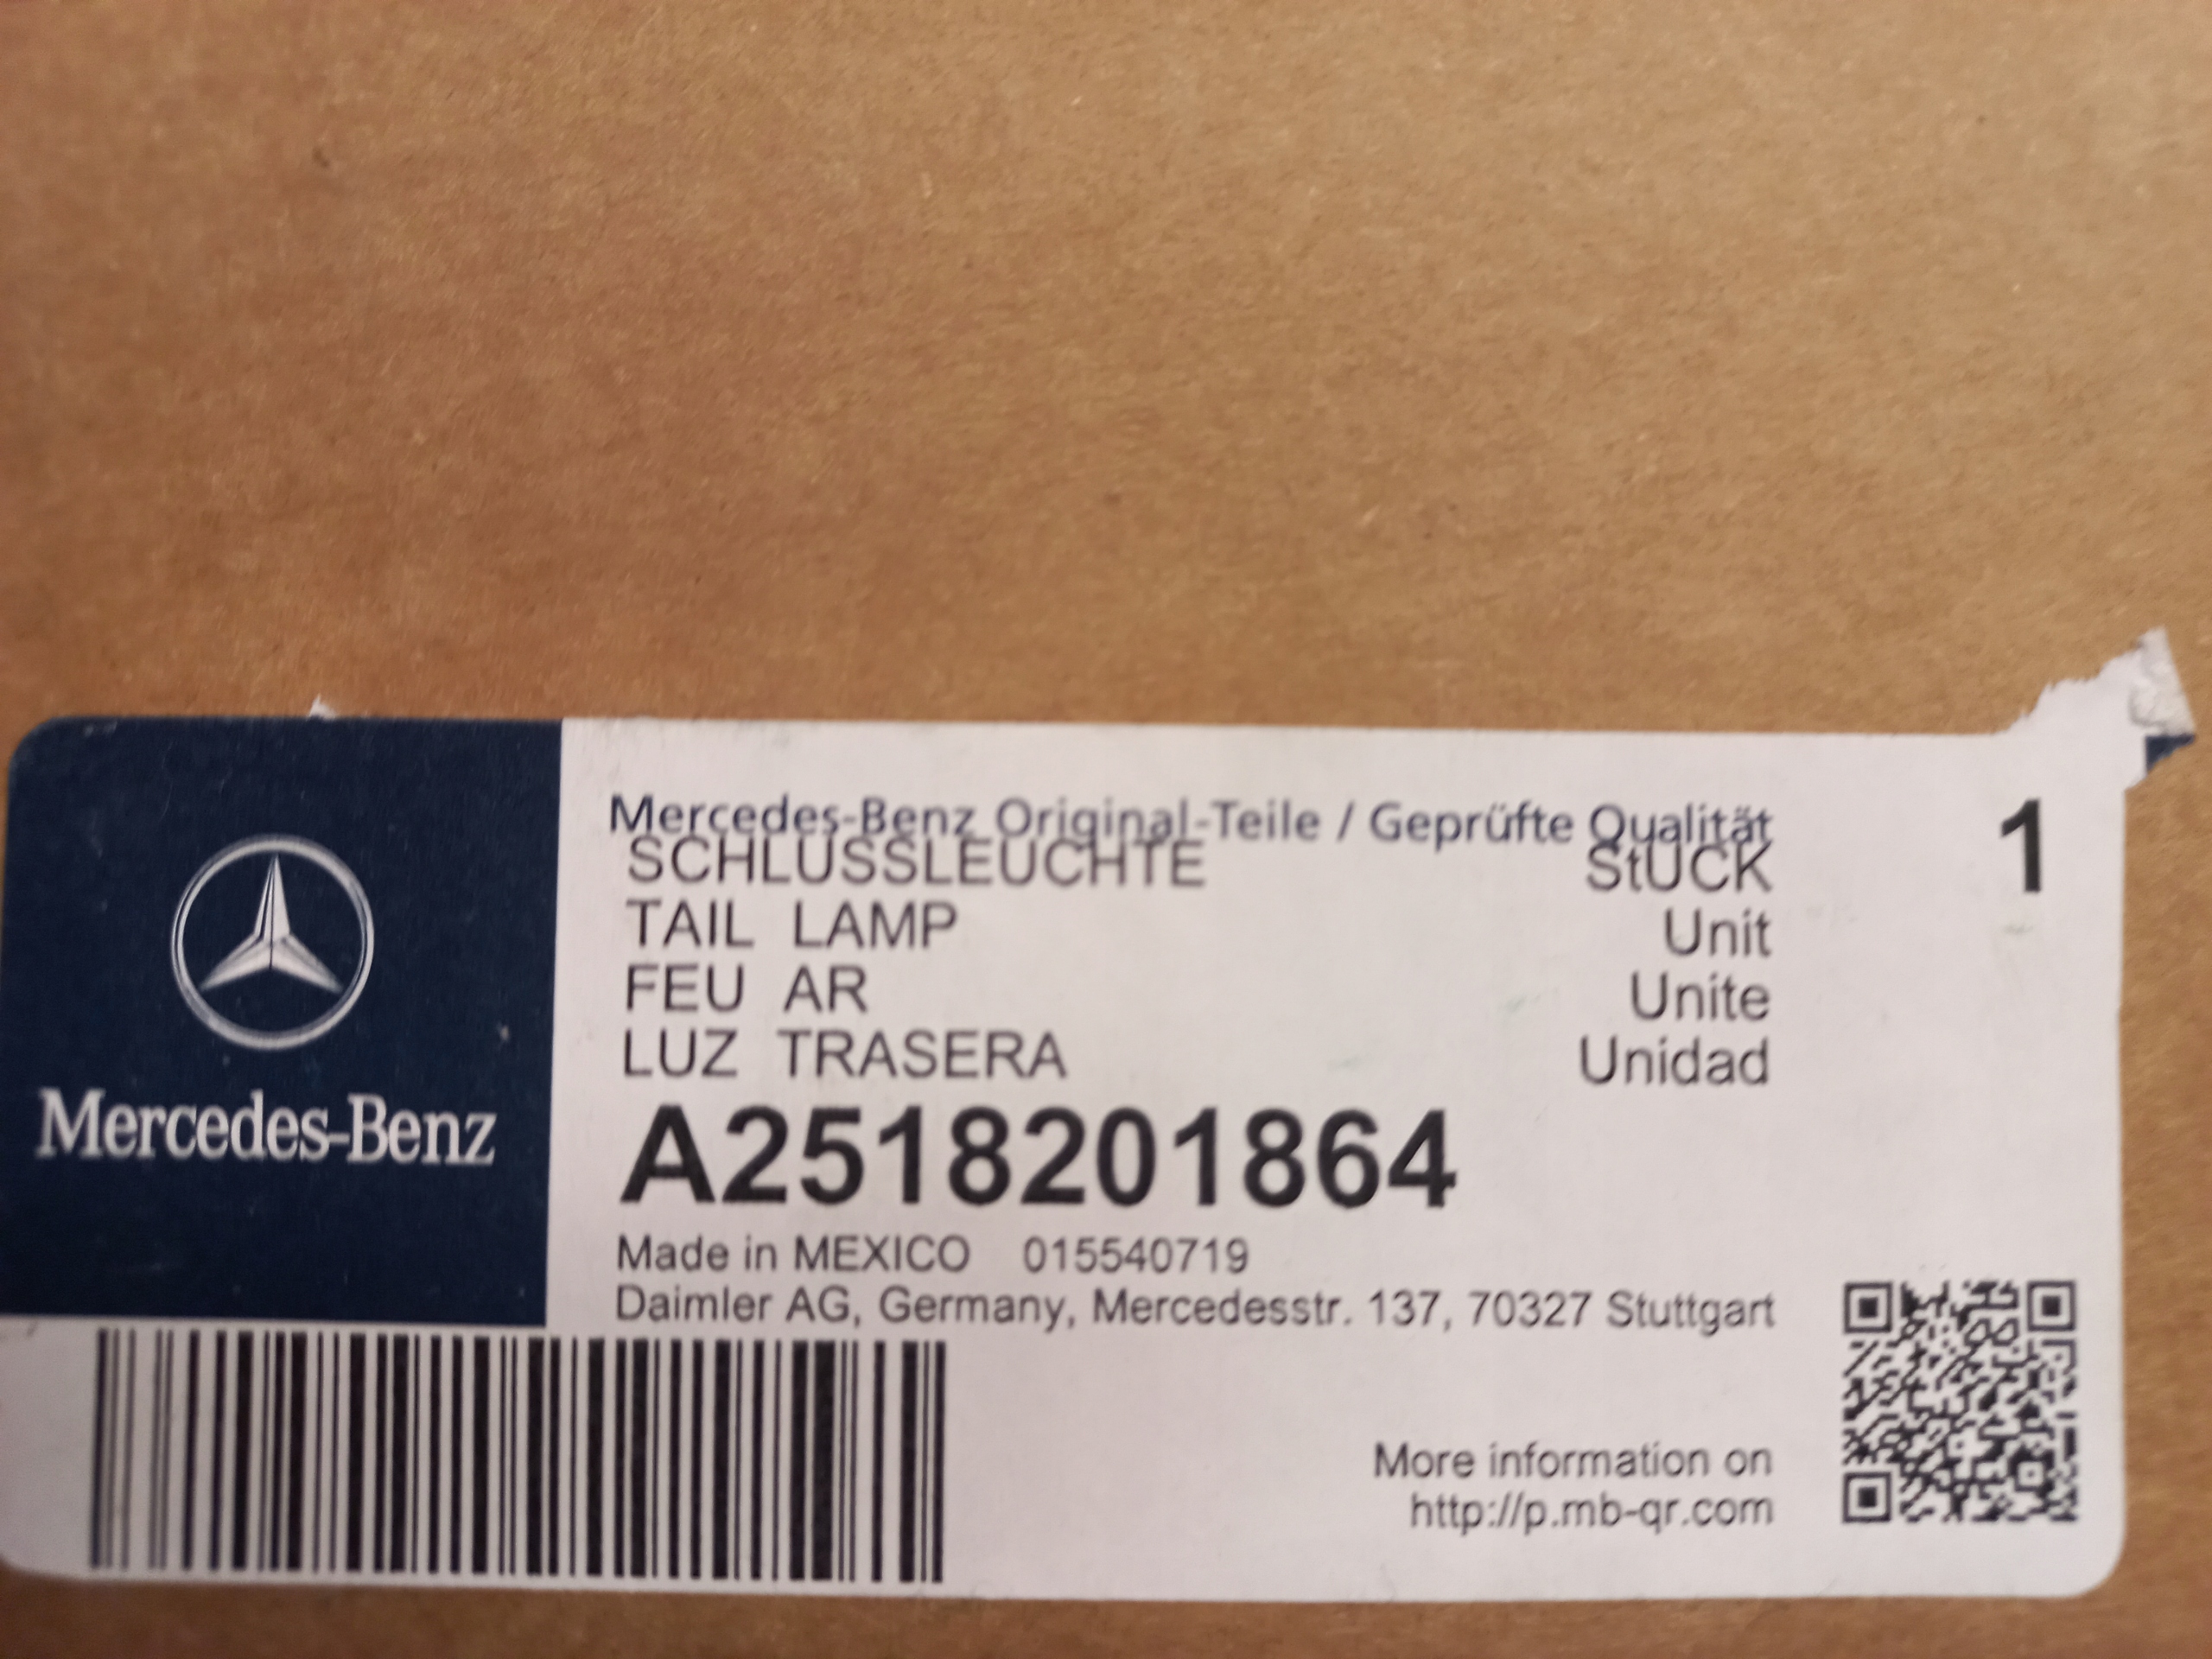 Mercedes-Benz
Mercedes-Benz Original-Teile / Geprüfte Qualität
SCHLUSSLEUCHTE StUCK 1
TAIL LAMP Unit
FEU AR Unite
LUZ TRASERA Unidad
A2518201864
Made in MEXICO 015540719
Daimler AG, Germany, Mercedesstr. 137, 70327 Stuttgart
More information on
http://p.mb-qr.com